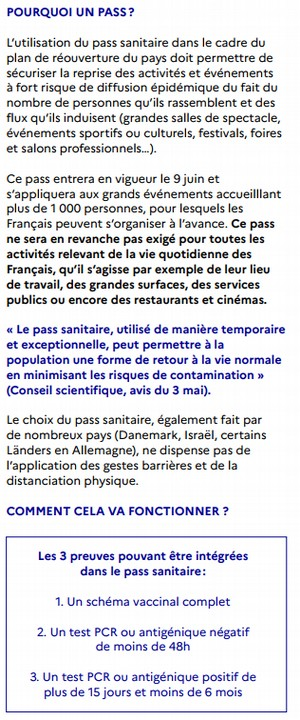 POURQUOI UN PASS ?
L’utilisation du pass sanitaire dans le cadre du
plan de réouverture du pays doit permettre de
sécuriser la reprise des activités et événements
à fort risque de diffusion épidémique du fait du
nombre de personnes qu’ils rassemblent et des
flux qu’ils induisent (grandes salles de spectacle,
événements sportifs ou culturels, festivals, foires
et salons professionnels…).
Ce pass entrera en vigueur le 9 juin et
s’appliquera aux grands événements accueilllant
plus de 1 000 personnes, pour lesquels les
Français peuvent s’organiser à l’avance. Ce pass
ne sera en revanche pas exigé pour toutes les
activités relevant de la vie quotidienne des
Français, qu’il s’agisse par exemple de leur lieu
de travail, des grandes surfaces, des services
publics ou encore des restaurants et cinémas.
« Le pass sanitaire, utilisé de manière temporaire
et exceptionnelle, peut permettre à la
population une forme de retour à la vie normale
en minimisant les risques de contamination »
(Conseil scientifique, avis du 3 mai).
Le choix du pass sanitaire, également fait par
de nombreux pays (Danemark, Israël, certains
Länders en Allemagne), ne dispense pas de
l’application des gestes barrières et de la
distanciation physique.
COMMENT CELA VA FONCTIONNER ?
Les 3 preuves pouvant être intégrées
dans le pass sanitaire :
1. Un schéma vaccinal complet
2. Un test PCR ou antigénique négatif
de moins de 48h
3. Un test PCR ou antigénique positif de
plus de 15 jours et moins de 6 mois